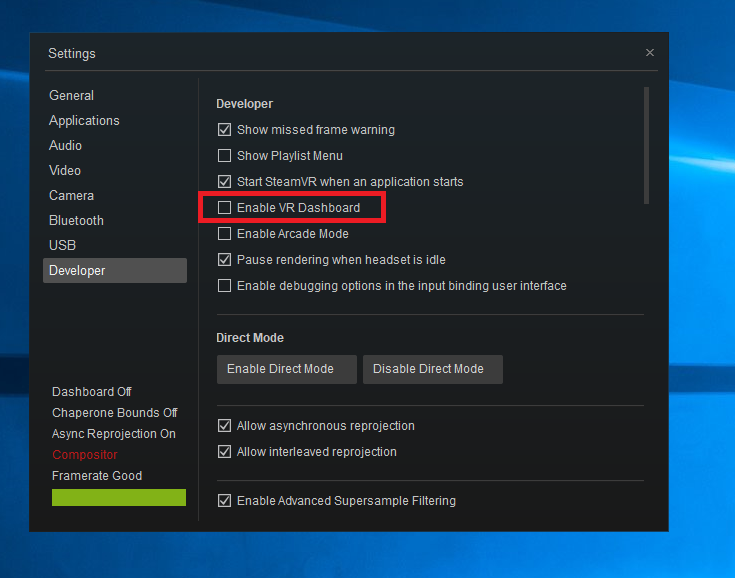 Settings
General
Applications
Audio
Video
Camera
Bluetooth
USB
Developer
Dashboard Off
Chaperone Bounds Off
Async Reprojection On
Compositor
Framerate Good
Developer
Show missed frame warning
Show Playlist Menu
Start SteamVR when an application starts
Enable VR Dashboard
Enable Arcade Mode
Pause rendering when headset is idle
Enable debugging options in the input binding user interface
Direct Mode
Enable Direct Mode Disable Direct Mode
Allow asynchronous reprojection
Allow interleaved reprojection
Enable Advanced Supersample Filtering